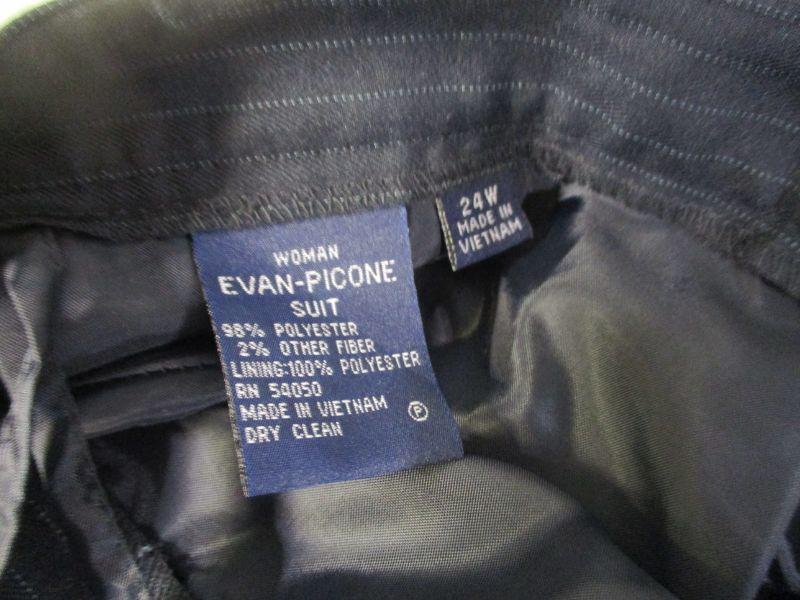 WOMAN
EVAN-PICONE
SUIT
98% POLYESTER
2% OTHER FIBER
LINING:100% POLYESTER
RN 54050
MADE IN VIETNAM
DRY CLEAN
P
24W
MADE IN
VIETNAM